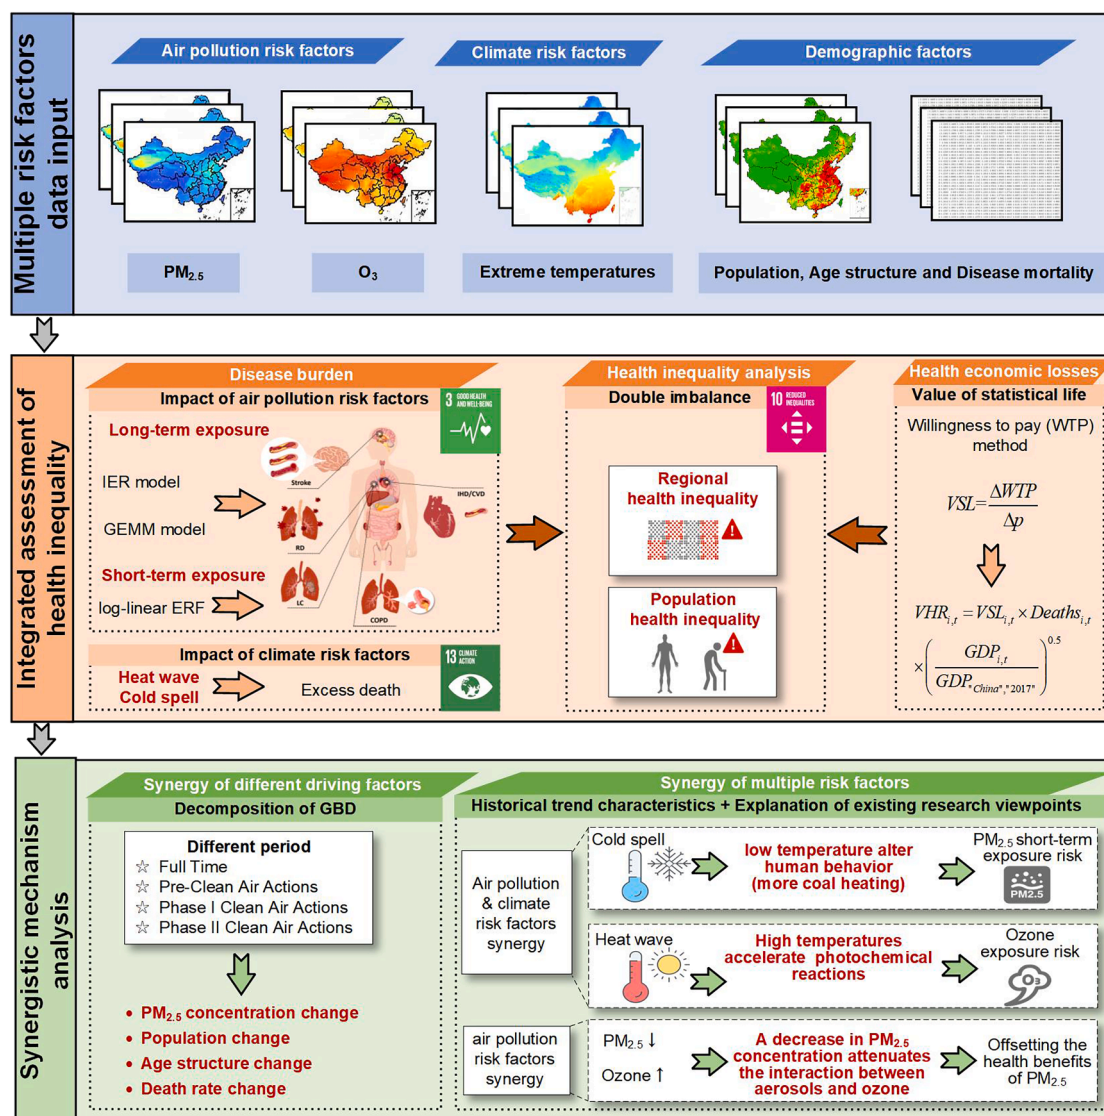 Multiple risk factors
data input
Air pollution risk factors
Climate risk factors
Demographic factors
PM2.5
O3
Extreme temperatures
Population, Age structure and Disease mortality
Integrated assessment of
health inequality
Disease burden
Impact of air pollution risk factors
3 GOOD HEALTH
AND WELL-BEING
Long-term exposure
IER model
GEMM model
Short-term exposure
log-linear ERF
Stroke
IHD/CVD
RD
LC
COPD
Impact of climate risk factors
13 CLIMATE
ACTION
Heat wave
Cold spell
Excess death
Health inequality analysis
Double imbalance
10 REDUCED
INEQUALITIES
Regional
health inequality
Population
health inequality
Health economic losses
Value of statistical life
Willingness to pay (WTP)
method
VSL=ΔWTP/Δp
VHRi,t = VSLi,t × Deathsi,t
×(GDPi,t/GDP"China","2017")^0.5
Synergistic mechanism
analysis
Synergy of different driving factors
Decomposition of GBD
Different period
☆ Full Time
☆ Pre-Clean Air Actions
☆ Phase I Clean Air Actions
☆ Phase II Clean Air Actions
• PM2.5 concentration change
• Population change
• Age structure change
• Death rate change
Synergy of multiple risk factors
Historical trend characteristics + Explanation of existing research viewpoints
Air pollution
& climate
risk factors
synergy
Cold spell
low temperature alter
human behavior
(more coal heating)
PM2.5 short-term
exposure risk
PM2.5
Heat wave
High temperatures
accelerate photochemical
reactions
Ozone
exposure risk
O3
air pollution
risk factors
synergy
PM2.5 ↓
Ozone ↑
A decrease in PM2.5
concentration attenuates
the interaction between
aerosols and ozone
Offsetting the
health benefits
of PM2.5